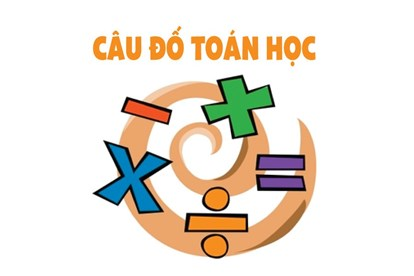 CÂU ĐỐ TOÁN HỌC
− +
x =
÷